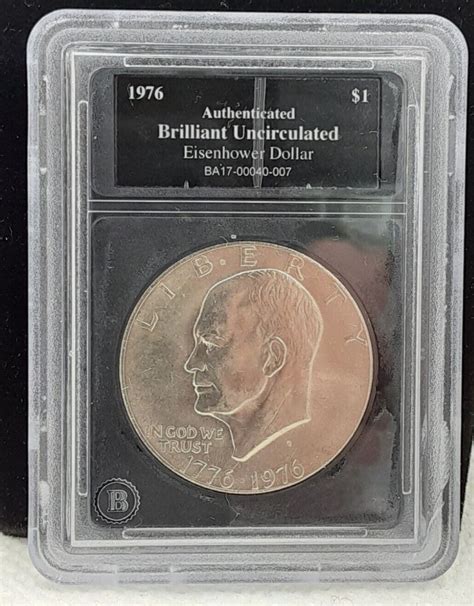 1976 $1
Authenticated
Brilliant Uncirculated
Eisenhower Dollar
BA17-00040-007
LIBERTY
IN GOD WE
TRUST
1776·1976
B